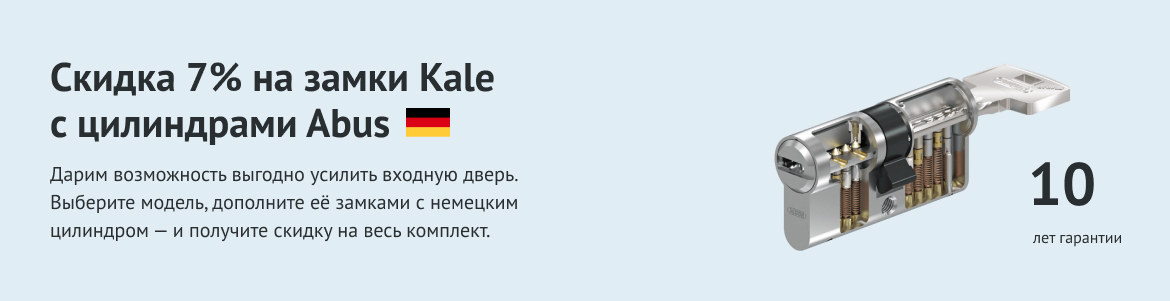 Скидка 7% на замки Kale
с цилиндрами Abus
Дарим возможность выгодно усилить входную дверь.
Выберите модель, дополните её замками с немецким
цилиндром — и получите скидку на весь комплект.
10
лет гарантии